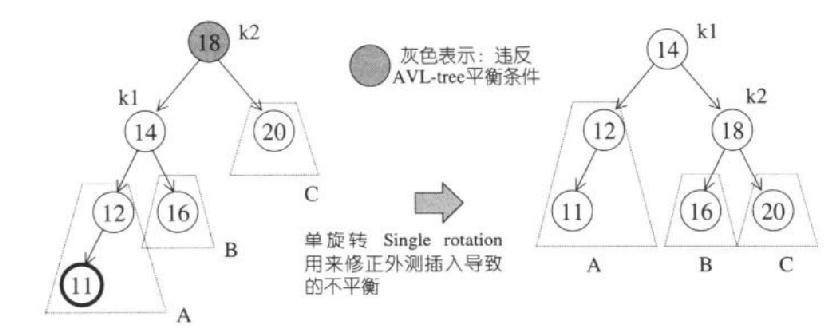 18
k2
k1
14
20
12
16
C
B
11
A
灰色表示：违反
AVL-tree平衡条件
单旋转 Single rotation
用来修正外测插入导致
的不平衡
k1
14
k2
12
18
11
16
20
A
B
C